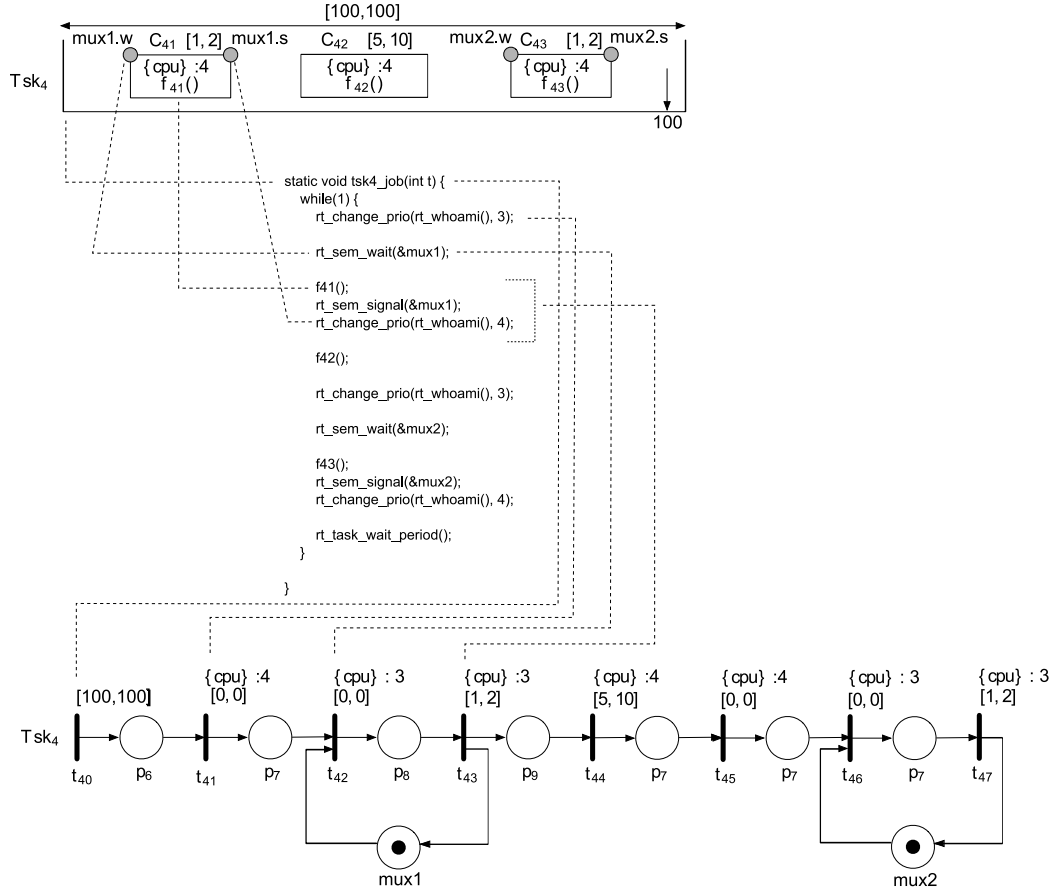 [100,100]
mux1.w C41 [1, 2] mux1.s C42 [5, 10] mux2.w C43 [1, 2] mux2.s
{cpu} :4 {cpu} :4 {cpu} :4
Tsk4 f41() f42() f43()
100
static void tsk4_job(int t) {
while(1) {
rt_change_prio(rt_whoami(), 3);
rt_sem_wait(&mux1);
f41();
rt_sem_signal(&mux1);
rt_change_prio(rt_whoami(), 4);
f42();
rt_change_prio(rt_whoami(), 3);
rt_sem_wait(&mux2);
f43();
rt_sem_signal(&mux2);
rt_change_prio(rt_whoami(), 4);
rt_task_wait_period();
}
}
{cpu} :4 {cpu} : 3 {cpu} :3 {cpu} :4 {cpu} :4 {cpu} : 3 {cpu} : 3
[100,100] [0, 0] [0, 0] [1, 2] [5, 10] [0, 0] [0, 0] [1, 2]
Tsk4
t40 p6 t41 p7 t42 p8 t43 p9 t44 p7 t45 p7 t46 p7 t47
mux1 mux2